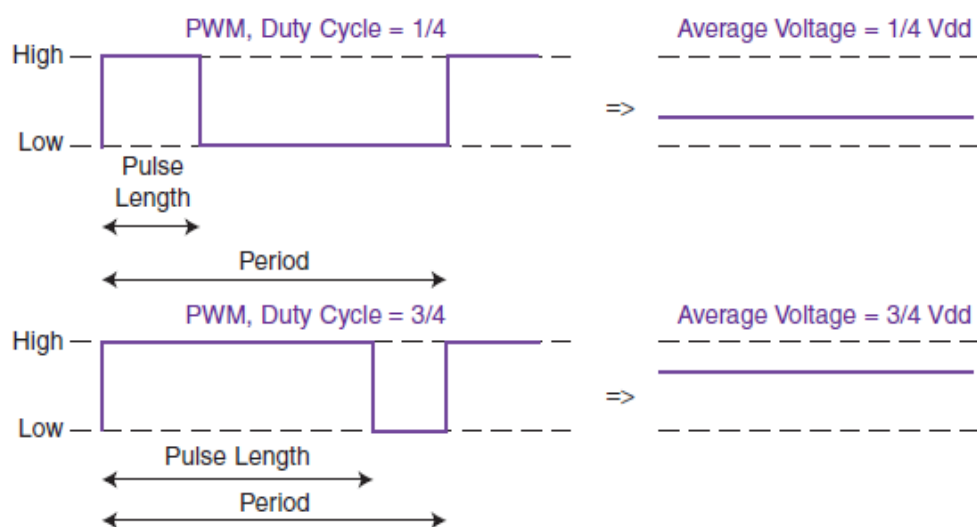 PWM, Duty Cycle = 1/4
Average Voltage = 1/4 Vdd
High
=>
Low
Pulse
Length
Period
PWM, Duty Cycle = 3/4
Average Voltage = 3/4 Vdd
High
=>
Low
Pulse Length
Period